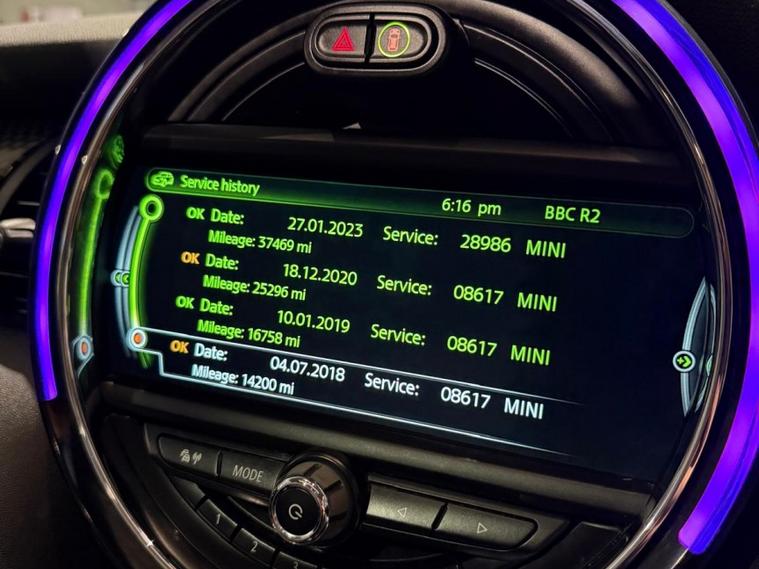 Service history 6:16 pm BBC R2
OK Date: 27.01.2023 Service: 28986 MINI
Mileage: 37469 mi
OK Date: 18.12.2020 Service: 08617 MINI
Mileage: 25296 mi
OK Date: 10.01.2019 Service: 08617 MINI
Mileage: 16758 mi
OK Date: 04.07.2018 Service: 08617 MINI
Mileage: 14200 mi
MODE
1
2
3